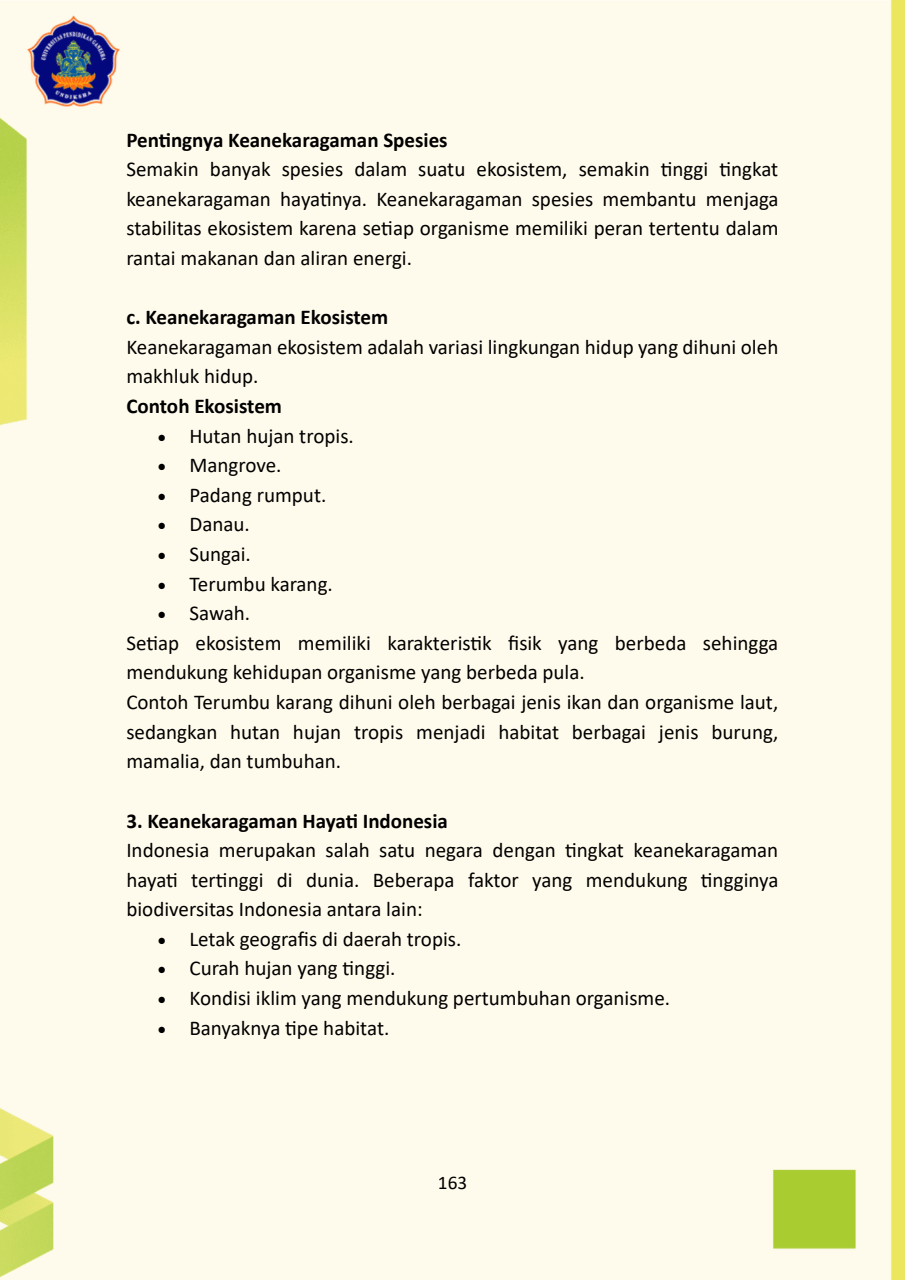 UNIVERSITAS PENDIDIKAN GANESHA
UNDIKSHA
Pentingnya Keanekaragaman Spesies
Semakin banyak spesies dalam suatu ekosistem, semakin tinggi tingkat
keanekaragaman hayatinya. Keanekaragaman spesies membantu menjaga
stabilitas ekosistem karena setiap organisme memiliki peran tertentu dalam
rantai makanan dan aliran energi.
c. Keanekaragaman Ekosistem
Keanekaragaman ekosistem adalah variasi lingkungan hidup yang dihuni oleh
makhluk hidup.
Contoh Ekosistem
• Hutan hujan tropis.
• Mangrove.
• Padang rumput.
• Danau.
• Sungai.
• Terumbu karang.
• Sawah.
Setiap ekosistem memiliki karakteristik fisik yang berbeda sehingga
mendukung kehidupan organisme yang berbeda pula.
Contoh Terumbu karang dihuni oleh berbagai jenis ikan dan organisme laut,
sedangkan hutan hujan tropis menjadi habitat berbagai jenis burung,
mamalia, dan tumbuhan.
3. Keanekaragaman Hayati Indonesia
Indonesia merupakan salah satu negara dengan tingkat keanekaragaman
hayati tertinggi di dunia. Beberapa faktor yang mendukung tingginya
biodiversitas Indonesia antara lain:
• Letak geografis di daerah tropis.
• Curah hujan yang tinggi.
• Kondisi iklim yang mendukung pertumbuhan organisme.
• Banyaknya tipe habitat.
163